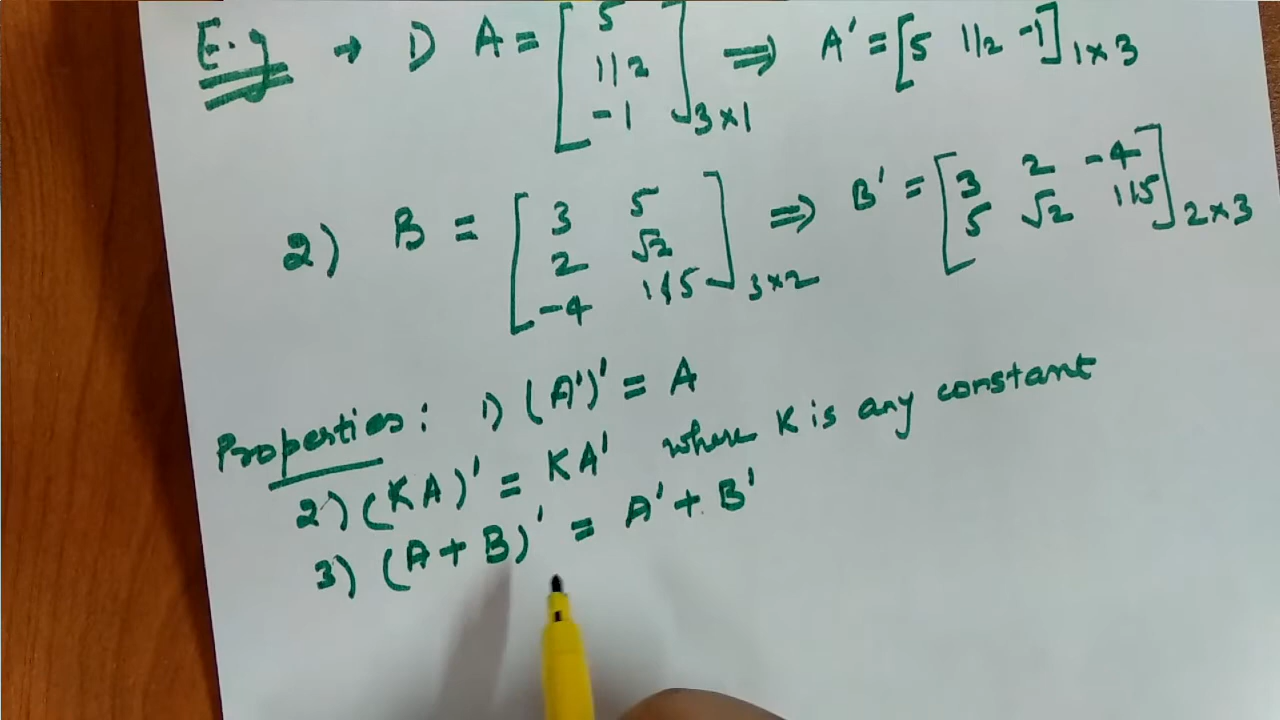 E.g → 1) A = [5 1/2 -1]3×1 ⇒ A' = [5 1/2 -1]1×3
2) B = [3 5 2 √2 -4 1/5]3×2 ⇒ B' = [3 2 -4 5 √2 1/5]2×3
Properties: 1) (A')' = A
2) (KA)' = KA' where K is any constant
3) (A + B)' = A' + B'